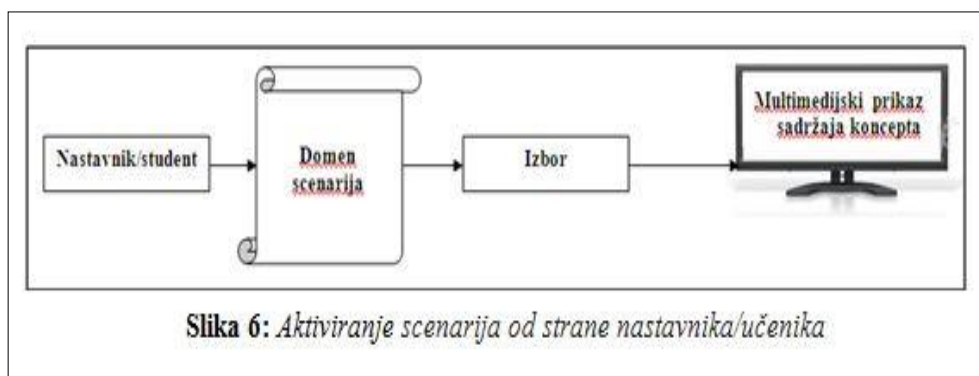 Nastavnik/student
Domen
scenarija
Izbor
Multimedijski prikaz
sadržaja koncepta
Slika 6: Aktiviranje scenarija od strane nastavnika/učenika